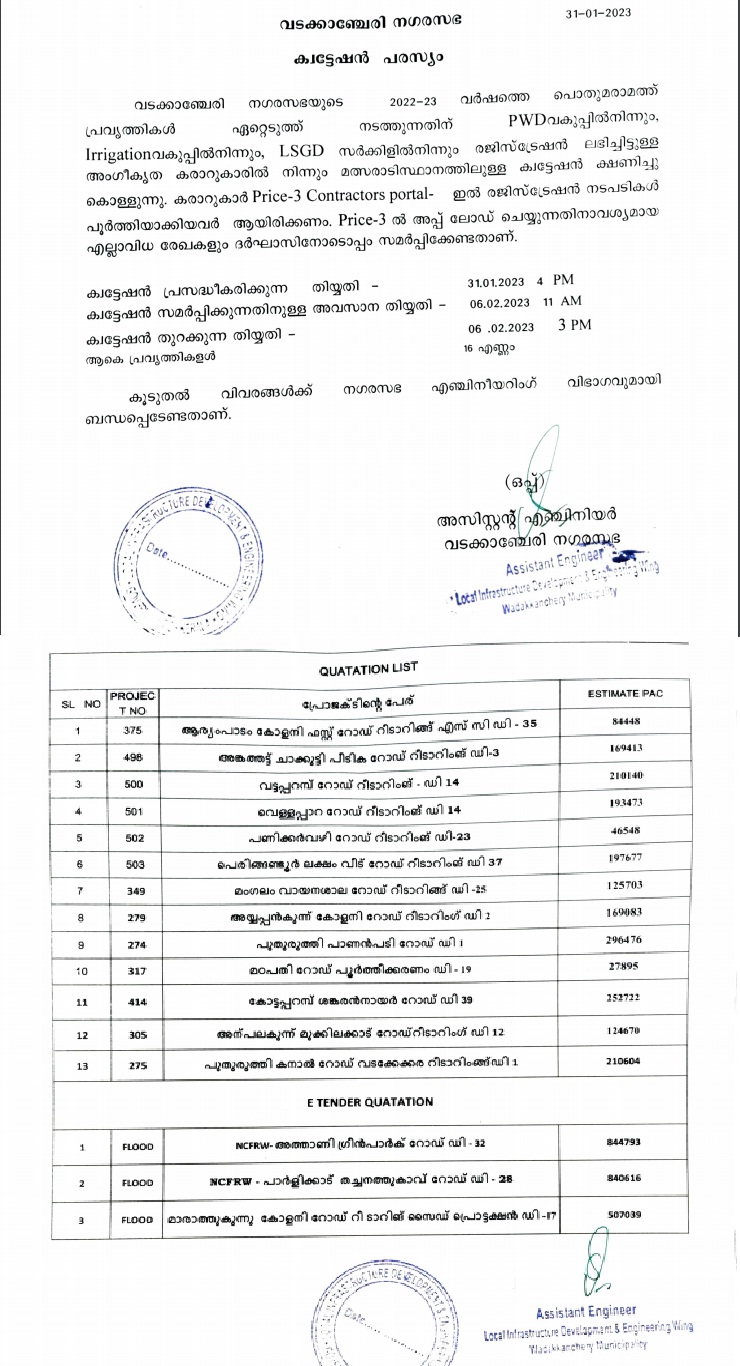 വടക്കാഞ്ചേരി നഗരസഭ
31-01-2023
ക്വട്ടേഷൻ പരസ്യം
വടക്കാഞ്ചേരി നഗരസഭയുടെ 2022-23 വർഷത്തെ പൊതുമരാമത്ത്
പ്രവൃത്തികൾ ഏറ്റെടുത്ത് നടത്തുന്നതിന് PWDവകുപ്പിൽനിന്നും,
Irrigationവകുപ്പിൽനിന്നും, LSGD സർക്കിളിൽനിന്നും രജിസ്ട്രേഷൻ ലഭിച്ചിട്ടുള്ള
അംഗീകൃത കരാറുകാരിൽ നിന്നും മത്സരാടിസ്ഥാനത്തിലുള്ള ക്വട്ടേഷൻ ക്ഷണിച്ചു
കൊള്ളുന്നു. കരാറുകാർ Price-3 Contractors portal- ഇൽ രജിസ്ട്രേഷൻ നടപടികൾ
പൂർത്തിയാക്കിയവർ ആയിരിക്കണം. Price-3 ൽ അപ്പ് ലോഡ് ചെയ്യുന്നതിനാവശ്യമായ
എല്ലാവിധ രേഖകളും ദർഘാസിനോടൊപ്പം സമർപ്പിക്കേണ്ടതാണ്.
ക്വട്ടേഷൻ പ്രസദ്ധീകരിക്കുന്ന തിയ്യതി – 31.01.2023 4 PM
ക്വട്ടേഷൻ സമർപ്പിക്കുന്നതിനുള്ള അവസാന തിയ്യതി – 06.02.2023 11 AM
ക്വട്ടേഷൻ തുറക്കുന്ന തിയ്യതി – 06 .02.2023 3 PM
ആകെ പ്രവൃത്തികളൾ 16 എണ്ണം
കൂടുതൽ വിവരങ്ങൾക്ക് നഗരസഭ എഞ്ചിനീയറിംഗ് വിഭാഗവുമായി
ബന്ധപ്പെടേണ്ടതാണ്.
(ഒപ്പ്)
അസിസ്റ്റന്റ് എഞ്ചിനിയർ
വടക്കാഞ്ചേരി നഗരസഭ
Assistant Engineer
Local Infrastructure Development & Engineering Wing
Wadakkanchery Municipality
Date
QUATATION LIST
SL NO PROJEC T NO പ്രോജക്ടിന്റെ പേര് ESTIMATE PAC
1 375 ആര്യംപാടം കോളനി ഫസ്റ്റ് റോഡ് റീടാറിങ്ങ് എസ് സി ഡി - 35 84448
2 498 അങ്കത്തട്ട് ചാക്കുട്ടി പീടിക റോഡ് റീടാറിംങ് ഡി-3 169413
3 500 വട്ടപ്പറമ്പ് റോഡ് റീടാറിംങ് - ഡി 14 210140
4 501 വെള്ളപ്പാറ റോഡ് റീടാറിംങ്ങ് ഡി 14 193473
5 502 പണിക്കർവഴി റോഡ് റീടാറിംങ് ഡി-23 46548
6 503 പെരിങ്ങണ്ടൂർ ലക്ഷം വീട് റോഡ് റീടാറിംങ് ഡി 37 197677
7 349 മംഗലം വായനശാല റോഡ് റീടാറിങ്ങ് ഡി -25 125703
8 279 അയ്യപ്പൻകുന്ന് കോളനി റോഡ് റീടാറിംഗ് ഡി 2 169083
9 274 പുതുരുത്തി പാണൻപടി റോഡ് ഡി 1 296476
10 317 മഠപതി റോഡ് പൂർത്തീക്കരണം ഡി - 19 27895
11 414 കോട്ടപ്പറമ്പ് ശങ്കരൻനായർ റോഡ് ഡീ 39 252722
12 305 അന്പലകുന്ന് മുക്കിലക്കാട് റോഡ്റീടാറിംഗ് ഡി 12 124670
13 275 പുതുരുത്തി കനാൽ റോഡ് വടക്കേക്കര റീടാറിംങ്ങ്ഡി 1 210604
E TENDER QUATATION
1 FLOOD NCFRW-അത്താണി ഗ്രീൻപാർക് റോഡ് ഡി - 32 844793
2 FLOOD NCFRW - പാർളിക്കാട് തച്ചനത്തുകാവ് റോഡ് ഡി - 28 840616
3 FLOOD മാരാത്തുകുന്നു കോളനീ റോഡ് റീ ടാറിങ് സൈഡ് പ്രൊട്ടക്ഷൻ ഡി -17 507039
Date
Assistant Engineer
Local Infrastructure Development & Engineering Wing
Wadakkanchery Municipality